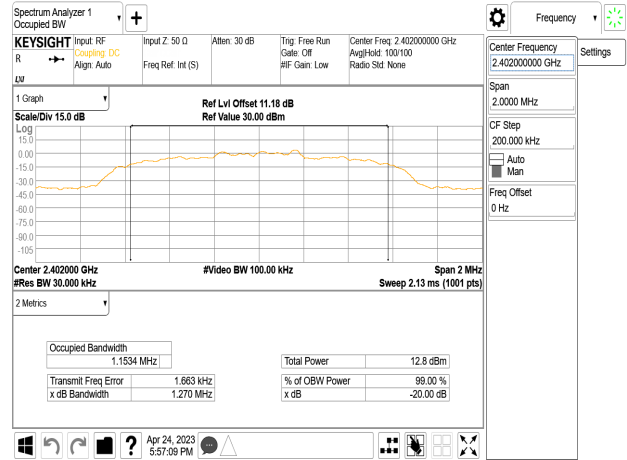 Spectrum Analyzer 1
Occupied BW
Frequency
KEYSIGHT
R
Input: RF
Coupling: DC
Align: Auto
Input Z: 50 Ω
Freq Ref: Int (S)
Atten: 30 dB
Trig: Free Run
Gate: Off
#IF Gain: Low
Center Freq: 2.402000000 GHz
Avg|Hold: 100/100
Radio Std: None
LXI
1 Graph
Scale/Div 15.0 dB
Ref Lvl Offset 11.18 dB
Ref Value 30.00 dBm
Log
15.0
0.00
-15.0
-30.0
-45.0
-60.0
-75.0
-90.0
-105
Center 2.402000 GHz
#Res BW 30.000 kHz
#Video BW 100.00 kHz
Span 2 MHz
Sweep 2.13 ms (1001 pts)
2 Metrics
Occupied Bandwidth
1.1534 MHz
Total Power 12.8 dBm
Transmit Freq Error 1.663 kHz
% of OBW Power 99.00 %
x dB Bandwidth 1.270 MHz
x dB -20.00 dB
Apr 24, 2023
5:57:09 PM
Center Frequency
2.402000000 GHz
Settings
Span
2.0000 MHz
CF Step
200.000 kHz
Auto
Man
Freq Offset
0 Hz